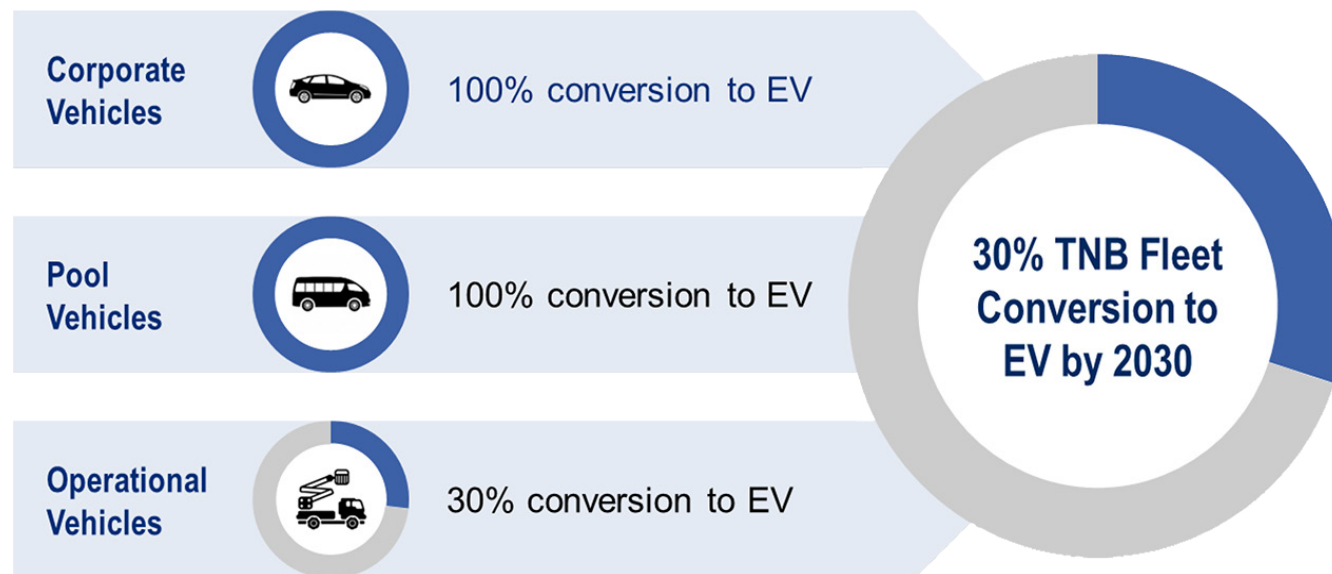 Corporate
Vehicles
100% conversion to EV
Pool
Vehicles
100% conversion to EV
Operational
Vehicles
30% conversion to EV
30% TNB Fleet
Conversion to
EV by 2030